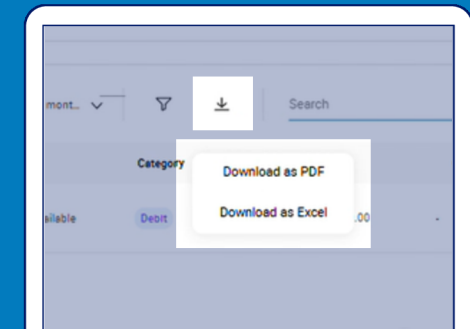 mont.. Search
Category
Download as PDF
ailable Debit Download as Excel .00 -